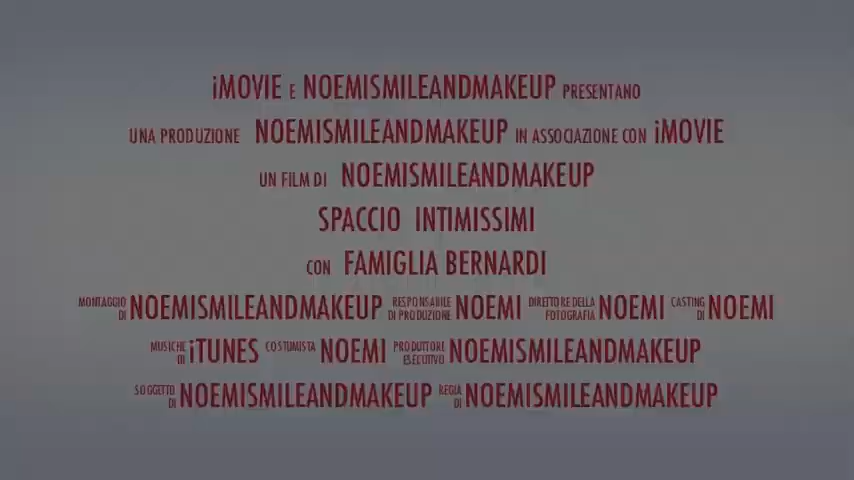 iMOVIE E NOEMISMILEANDMAKEUP PRESENTANO
UNA PRODUZIONE NOEMISMILEANDMAKEUP IN ASSOCIAZIONE CON iMOVIE
UN FILM DI NOEMISMILEANDMAKEUP
SPACCIO INTIMISSIMI
CON FAMIGLIA BERNARDI
MONTAGGIO DI NOEMISMILEANDMAKEUP RESPONSABILE DI PRODUZIONE NOEMI DIRETTORE DELLA FOTOGRAFIA NOEMI CASTING DI NOEMI
MUSICHE DI iTUNES COSTUMISTA NOEMI PRODUTTORE ESECUTIVO NOEMISMILEANDMAKEUP
SOGGETTO DI NOEMISMILEANDMAKEUP REGIA DI NOEMISMILEANDMAKEUP